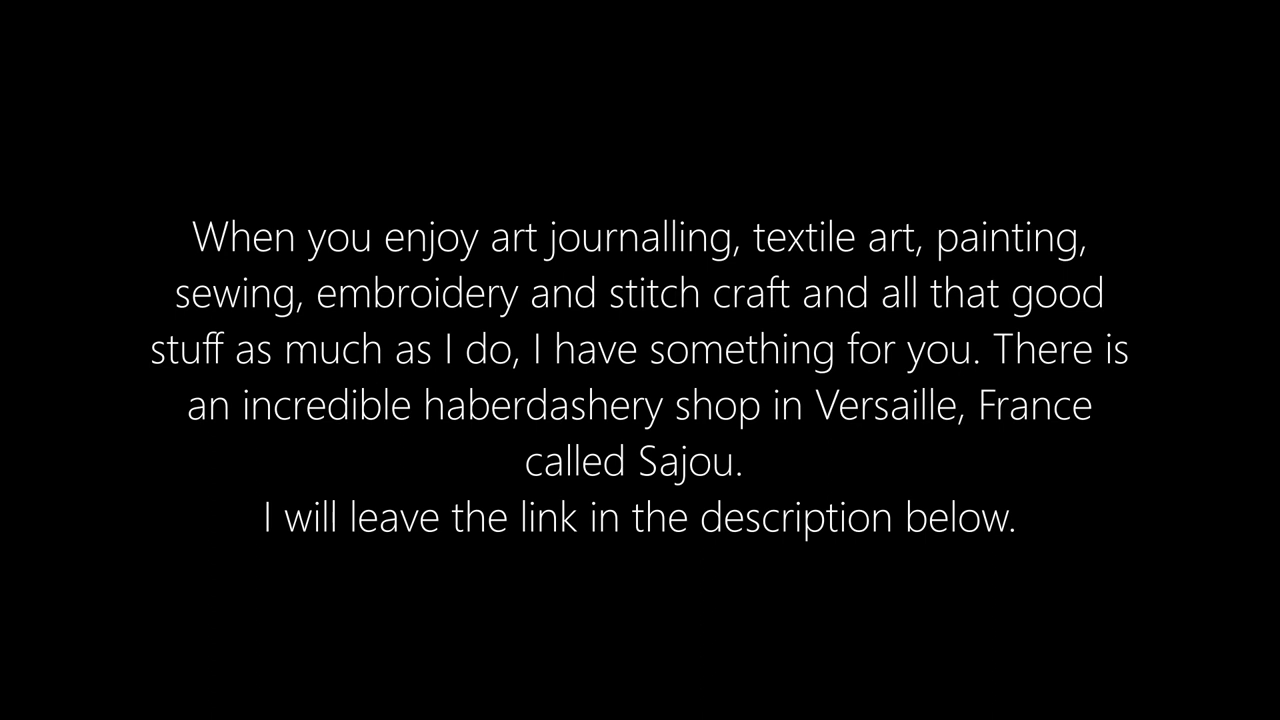 When you enjoy art journalling, textile art, painting,
sewing, embroidery and stitch craft and all that good
stuff as much as I do, I have something for you. There is
an incredible haberdashery shop in Versaille, France
called Sajou.
I will leave the link in the description below.